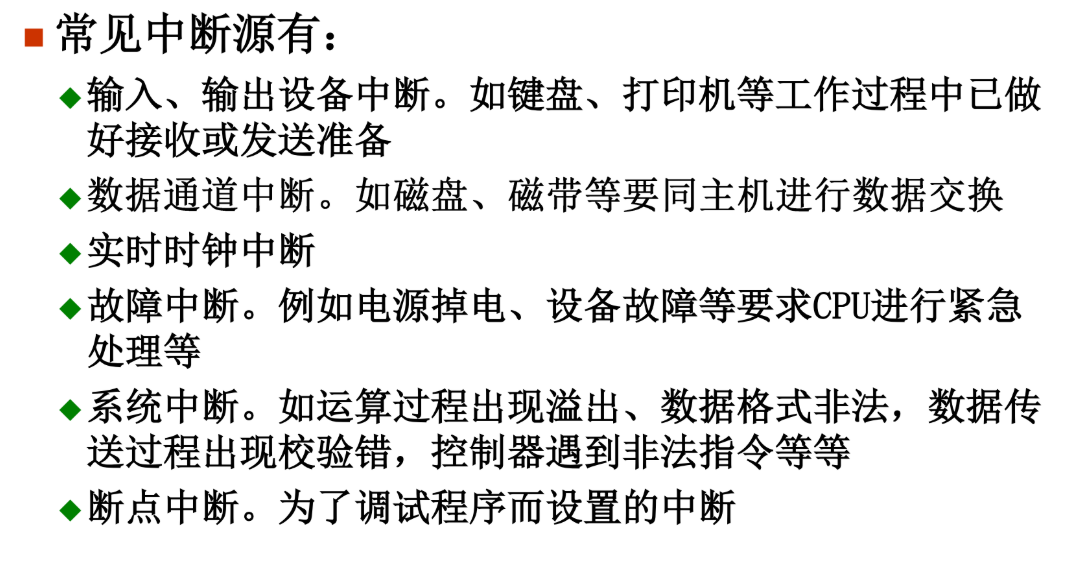 常见中断源有：
输入、输出设备中断。如键盘、打印机等工作过程中已做
好接收或发送准备
数据通道中断。如磁盘、磁带等要同主机进行数据交换
实时时钟中断
故障中断。例如电源掉电、设备故障等要求CPU进行紧急
处理等
系统中断。如运算过程出现溢出、数据格式非法，数据传
送过程出现校验错，控制器遇到非法指令等等
断点中断。为了调试程序而设置的中断